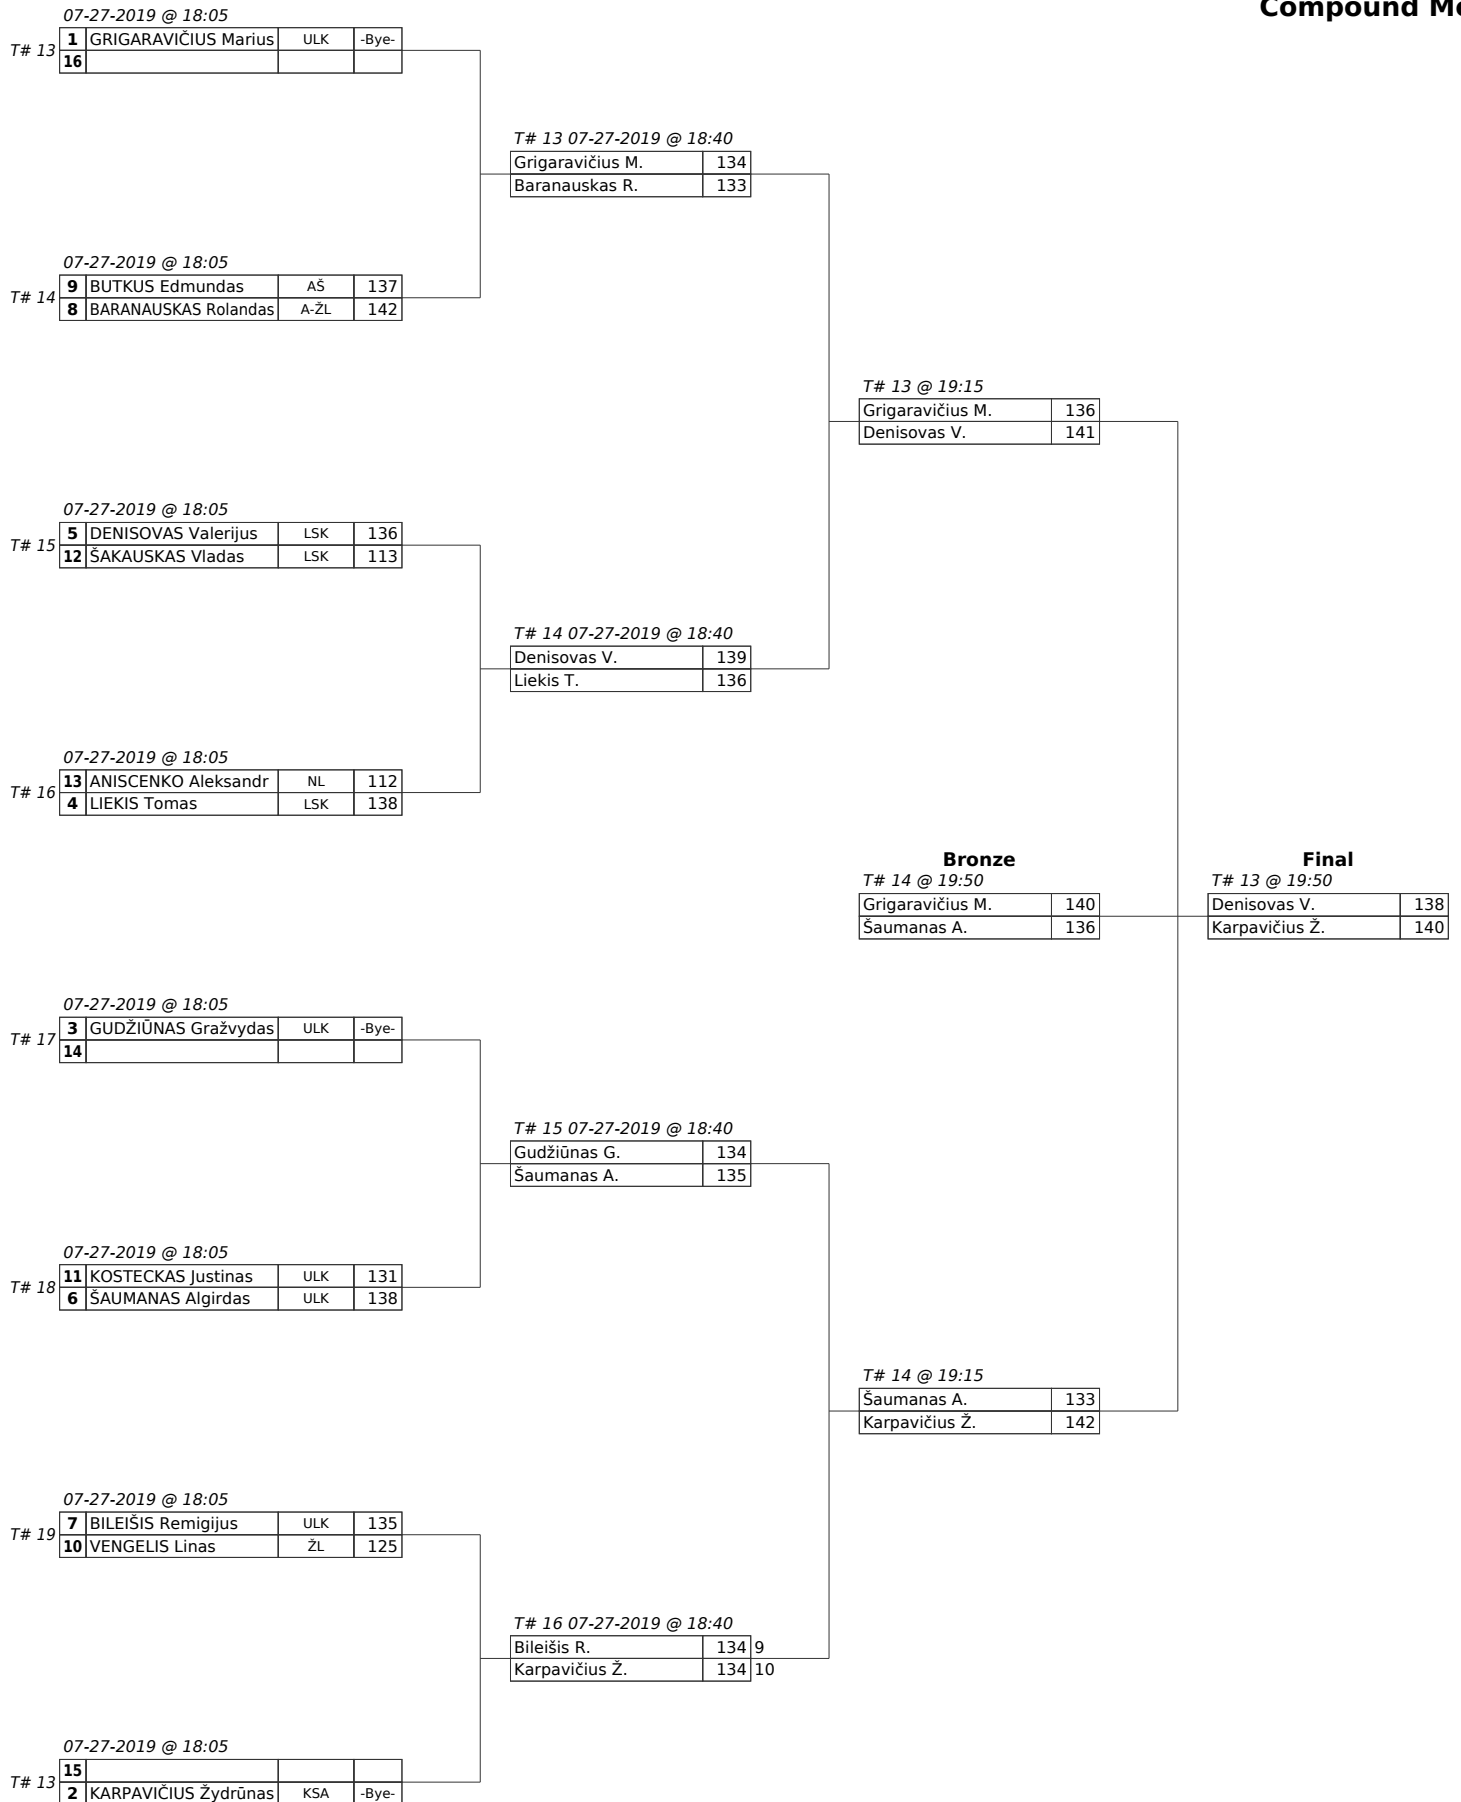 Compound
07-27-2019 @ 18:05
T# 13
1 GRIGARAVIČIUS Marius ULK -Bye-
16
T# 13 07-27-2019 @ 18:40
Grigaravičius M. 134
Baranauskas R. 133
07-27-2019 @ 18:05
T# 14
9 BUTKUS Edmundas AŠ 137
8 BARANAUSKAS Rolandas A-ŽL 142
T# 13 @ 19:15
Grigaravičius M. 136
Denisovas V. 141
07-27-2019 @ 18:05
T# 15
5 DENISOVAS Valerijus LSK 136
12 ŠAKAUSKAS Vladas LSK 113
T# 14 07-27-2019 @ 18:40
Denisovas V. 139
Liekis T. 136
07-27-2019 @ 18:05
T# 16
13 ANISCENKO Aleksandr NL 112
4 LIEKIS Tomas LSK 138
Bronze
T# 14 @ 19:50
Grigaravičius M. 140
Šaumanas A. 136
Final
T# 13 @ 19:50
Denisovas V. 138
Karpavičius Ž. 140
07-27-2019 @ 18:05
T# 17
3 GUDŽIŪNAS Gražvydas ULK -Bye-
14
T# 15 07-27-2019 @ 18:40
Gudžiūnas G. 134
Šaumanas A. 135
07-27-2019 @ 18:05
T# 18
11 KOSTECKAS Justinas ULK 131
6 ŠAUMANAS Algirdas ULK 138
T# 14 @ 19:15
Šaumanas A. 133
Karpavičius Ž. 142
07-27-2019 @ 18:05
T# 19
7 BILEIŠIS Remigijus ULK 135
10 VENGELIS Linas ŽL 125
T# 16 07-27-2019 @ 18:40
Bileišis R. 134 9
Karpavičius Ž. 134 10
07-27-2019 @ 18:05
T# 13
15
2 KARPAVIČIUS Žydrūnas KSA -Bye-